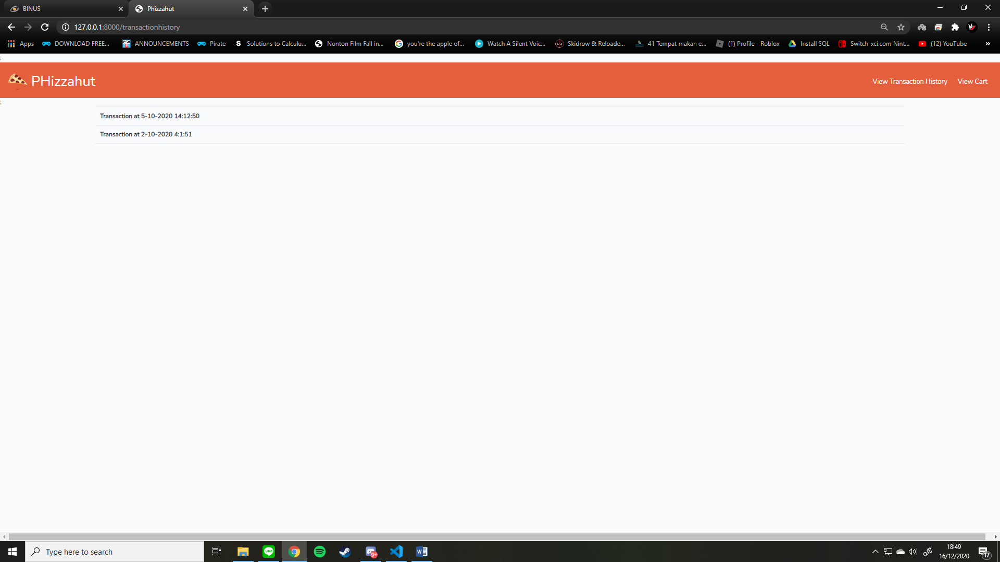 BINUS
Phizzahut
127.0.0.1:8000/transactionhistory
Apps
DOWNLOAD FREE...
ANNOUNCEMENTS
Pirate
Solutions to Calculu...
Nonton Film Fall in...
you're the apple of...
Watch A Silent Voic...
Skidrow & Reloade...
41 Tempat makan e...
(1) Profile - Roblox
Install SQL
Switch-xci.com Nint...
(12) YouTube
»
;
PHizzahut
View Transaction History
View Cart
;
Transaction at 5-10-2020 14:12:50
Transaction at 2-10-2020 4:1:51
Type here to search
9+
18:49
16/12/2020
17